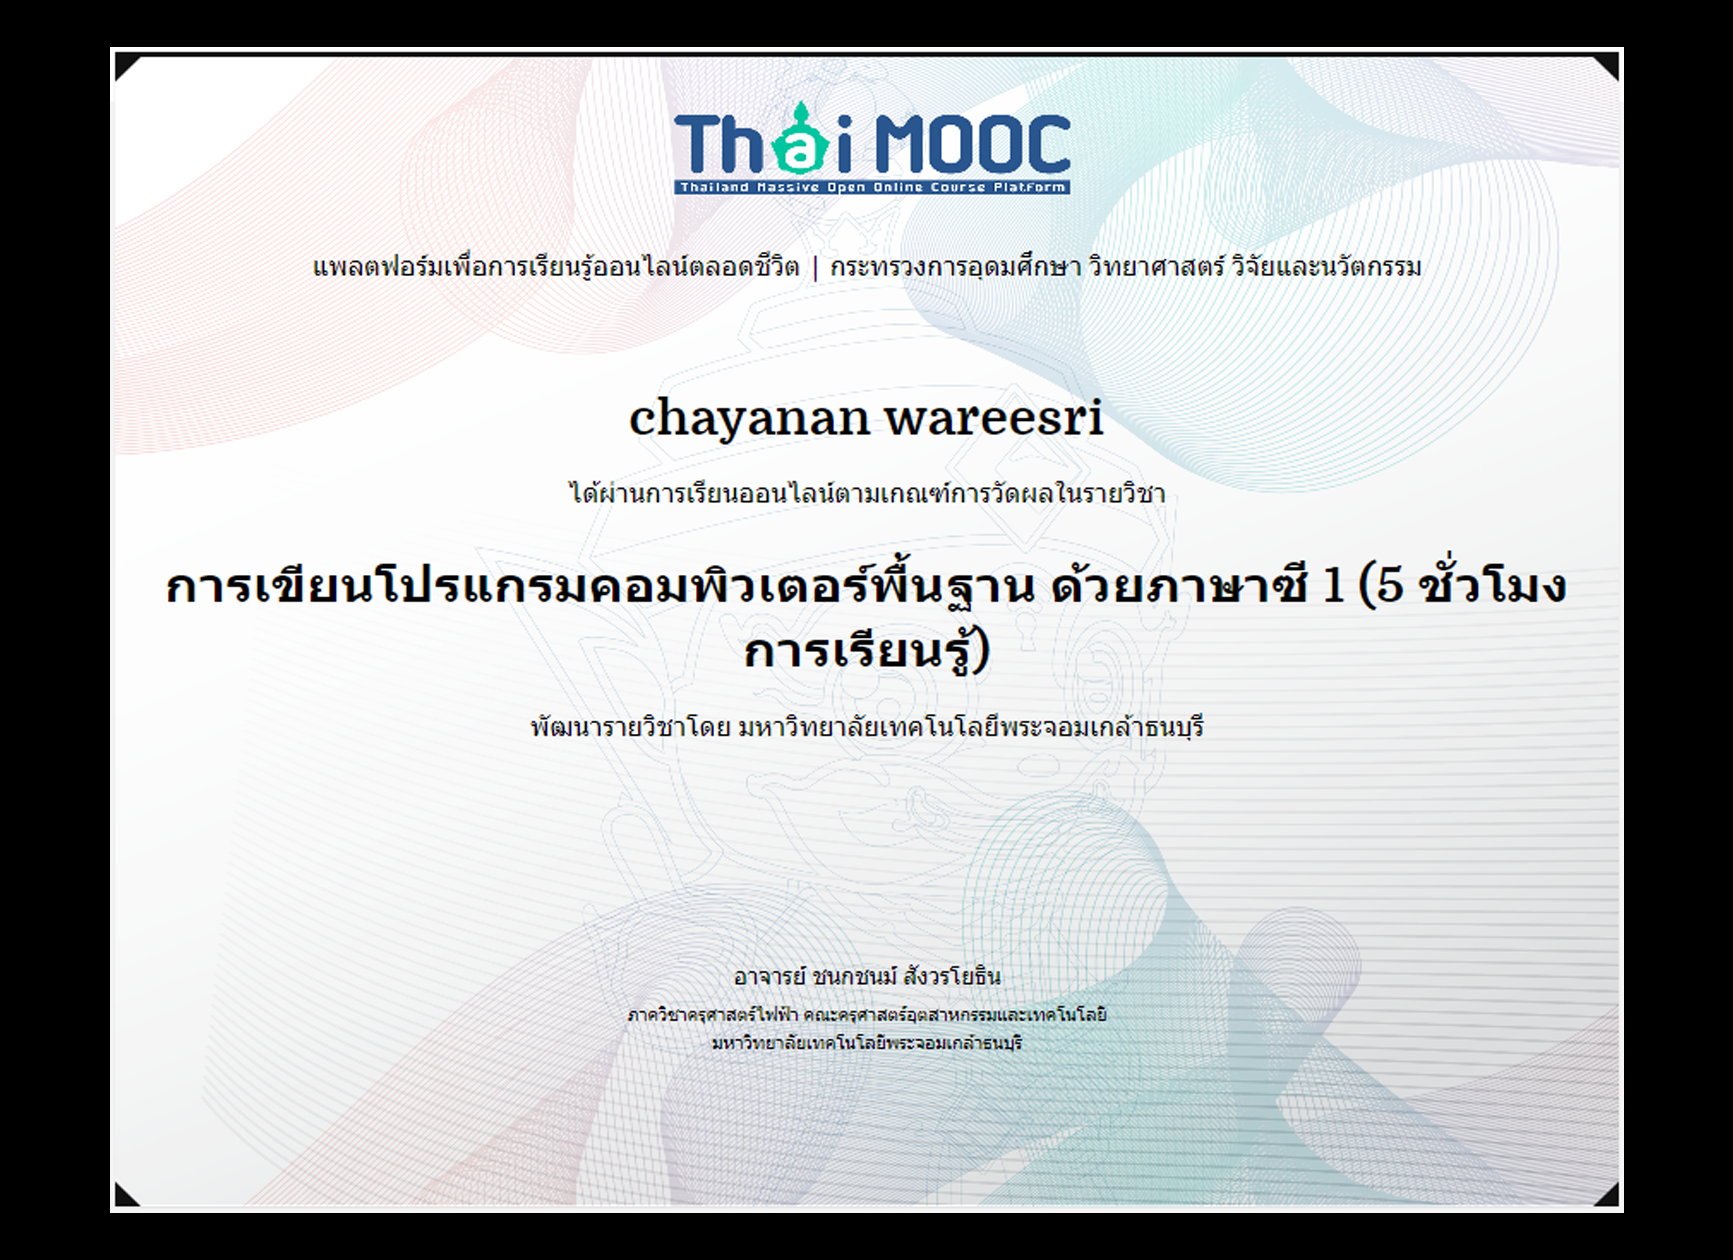 Thai MOOC
Thailand Massive Open Online Course Platform
แพลตฟอร์มเพื่อการเรียนรู้ออนไลน์ตลอดชีวิต | กระทรวงการอุดมศึกษา วิทยาศาสตร์ วิจัยและนวัตกรรม
chayanan wareesri
ได้ผ่านการเรียนออนไลน์ตามเกณฑ์การวัดผลในรายวิชา
การเขียนโปรแกรมคอมพิวเตอร์พื้นฐาน ด้วยภาษาซี 1 (5 ชั่วโมง
การเรียนรู้)
พัฒนารายวิชาโดย มหาวิทยาลัยเทคโนโลยีพระจอมเกล้าธนบุรี
อาจารย์ ชนกชนม์ สังวรโยธิน
ภาควิชาครุศาสตร์ไฟฟ้า คณะครุศาสตร์อุตสาหกรรมและเทคโนโลยี
มหาวิทยาลัยเทคโนโลยีพระจอมเกล้าธนบุรี